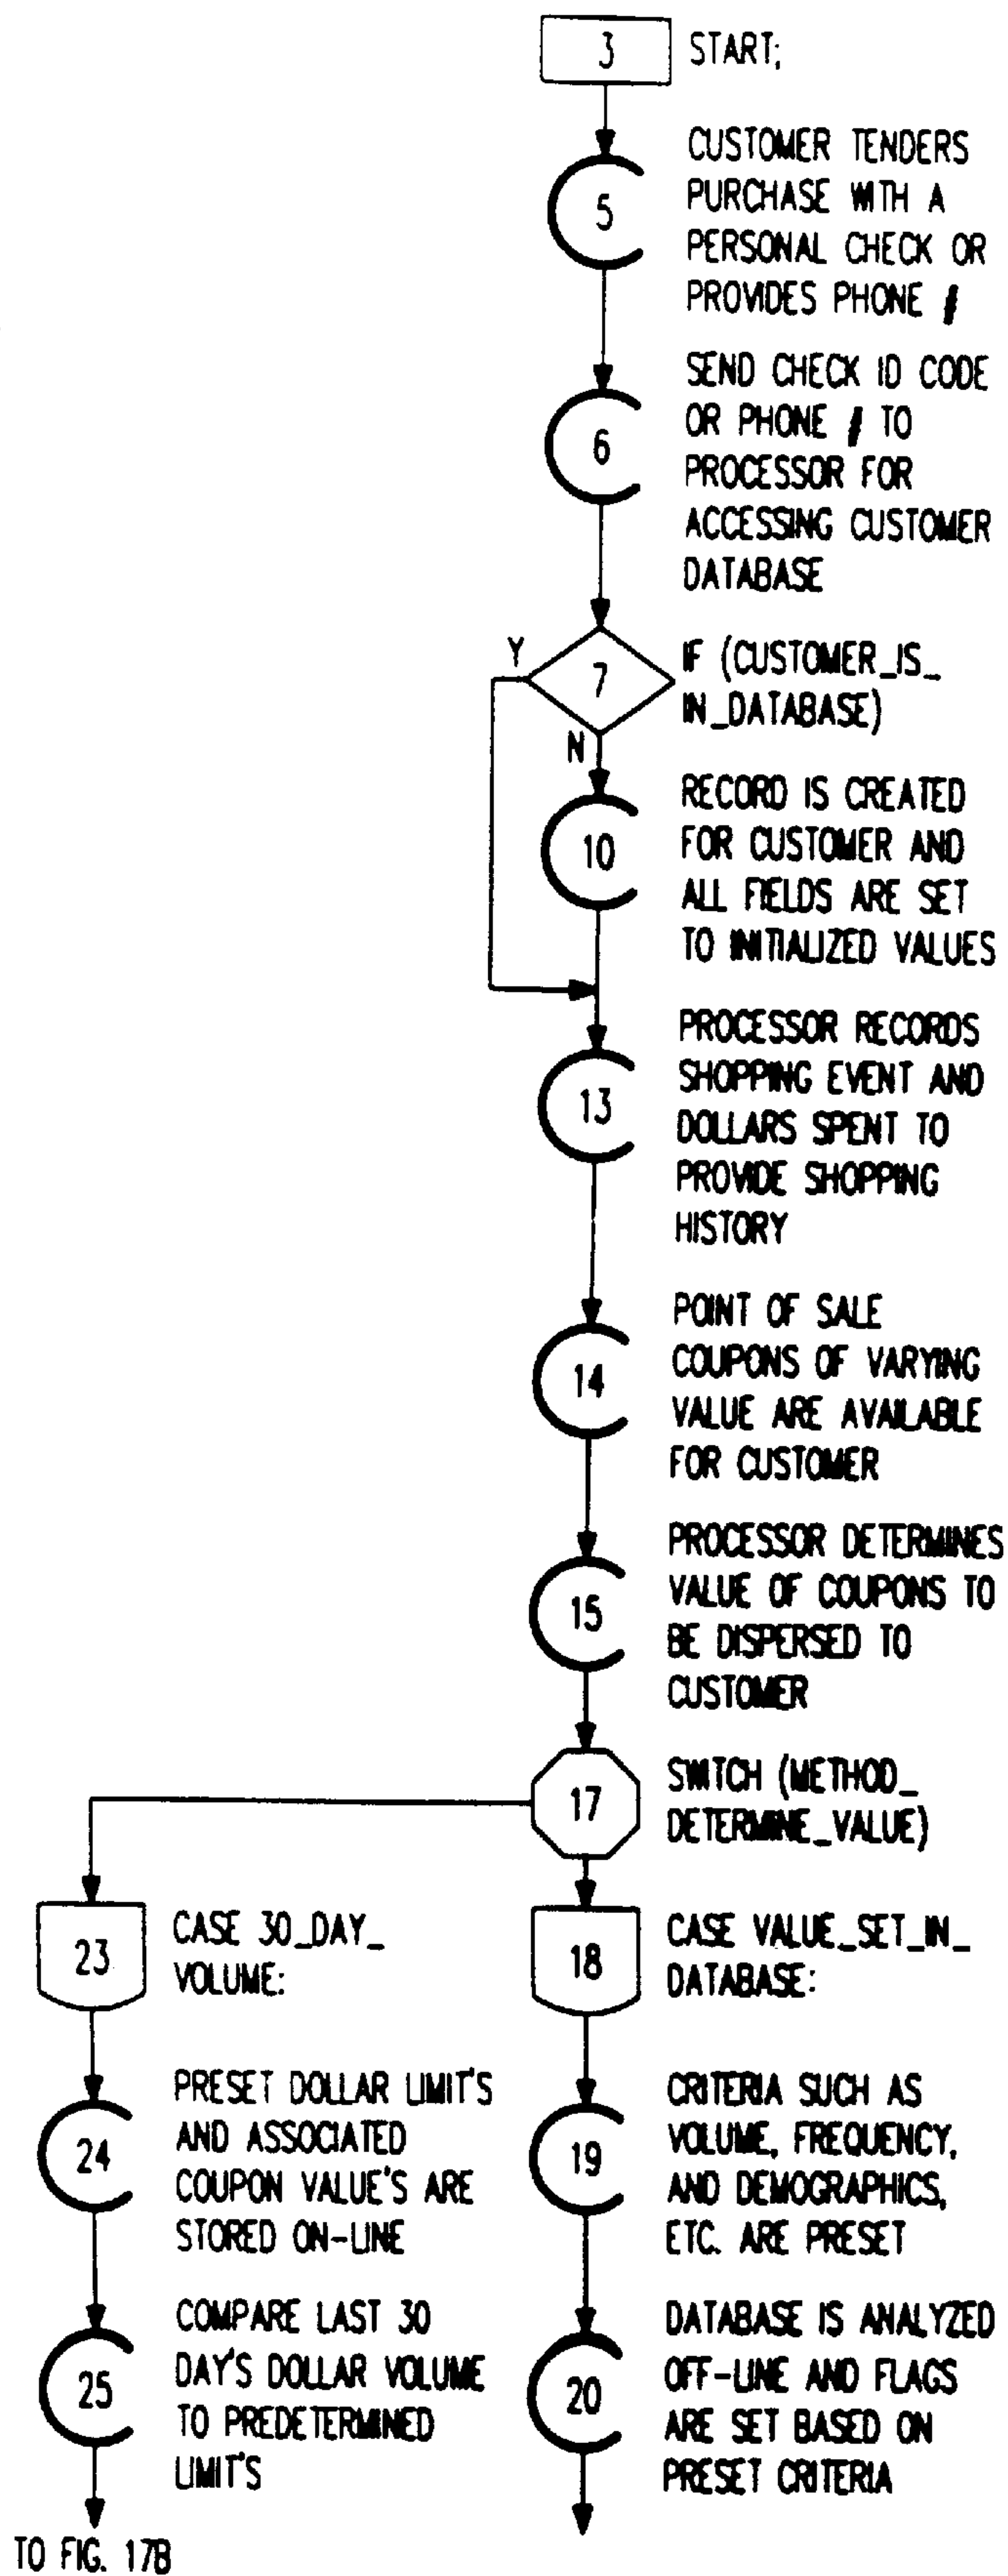 3 START;
5
CUSTOMER TENDERS
PURCHASE WITH A
PERSONAL CHECK OR
PROVIDES PHONE #
6
SEND CHECK ID CODE
OR PHONE # TO
PROCESSOR FOR
ACCESSING CUSTOMER
DATABASE
Y
7
N
IF (CUSTOMER_IS_
IN_DATABASE)
10
RECORD IS CREATED
FOR CUSTOMER AND
ALL FIELDS ARE SET
TO INITIALIZED VALUES
13
PROCESSOR RECORDS
SHOPPING EVENT AND
DOLLARS SPENT TO
PROVIDE SHOPPING
HISTORY
14
POINT OF SALE
COUPONS OF VARYING
VALUE ARE AVAILABLE
FOR CUSTOMER
15
PROCESSOR DETERMINES
VALUE OF COUPONS TO
BE DISPERSED TO
CUSTOMER
17
SWITCH (METHOD_
DETERMINE_VALUE)
23
CASE 30_DAY_
VOLUME:
24
PRESET DOLLAR LIMIT'S
AND ASSOCIATED
COUPON VALUE'S ARE
STORED ON-LINE
25
COMPARE LAST 30
DAY'S DOLLAR VOLUME
TO PREDETERMINED
LIMIT'S
TO FIG. 17B
18
CASE VALUE_SET_IN_
DATABASE:
19
CRITERIA SUCH AS
VOLUME, FREQUENCY,
AND DEMOGRAPHICS,
ETC. ARE PRESET
20
DATABASE IS ANALYZED
OFF-LINE AND FLAGS
ARE SET BASED ON
PRESET CRITERIA